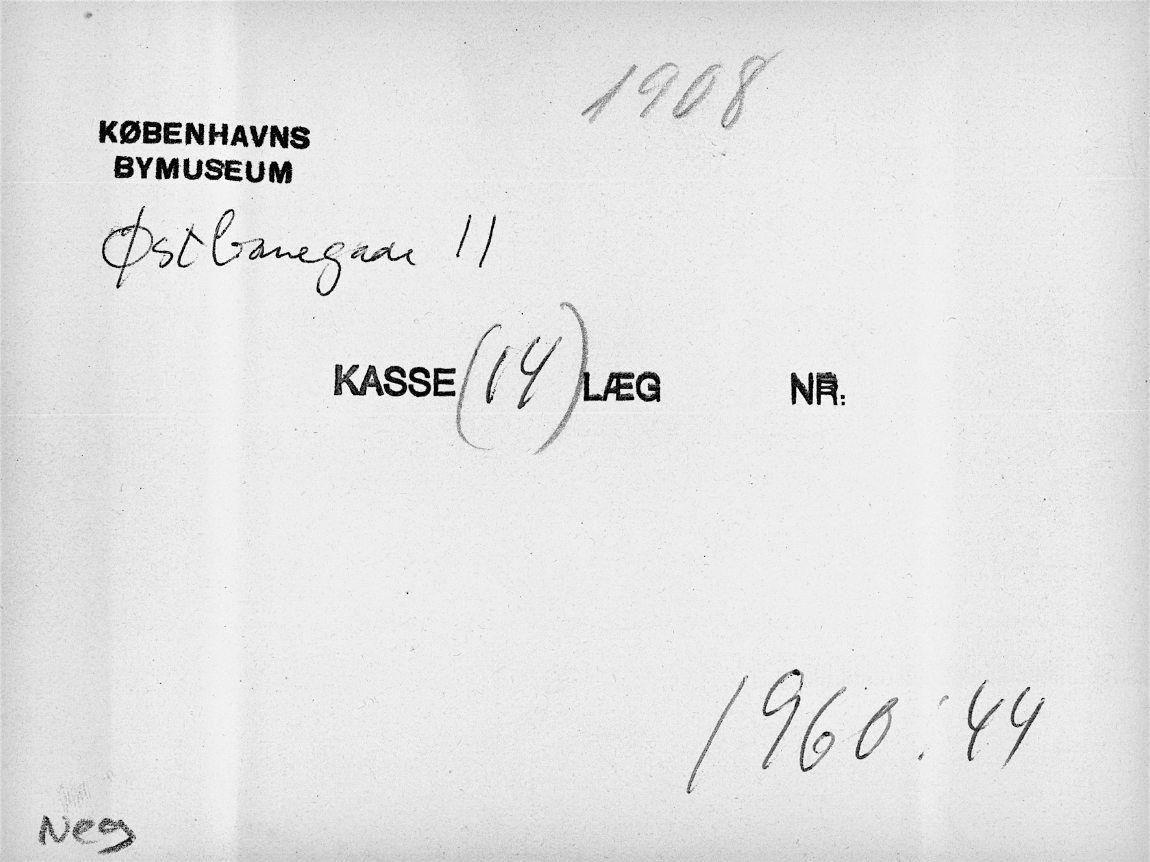 1908
KØBENHAVNS
BYMUSEUM
Østbanegade 11
KASSE (14) LÆG NR:
1960:44
Neg